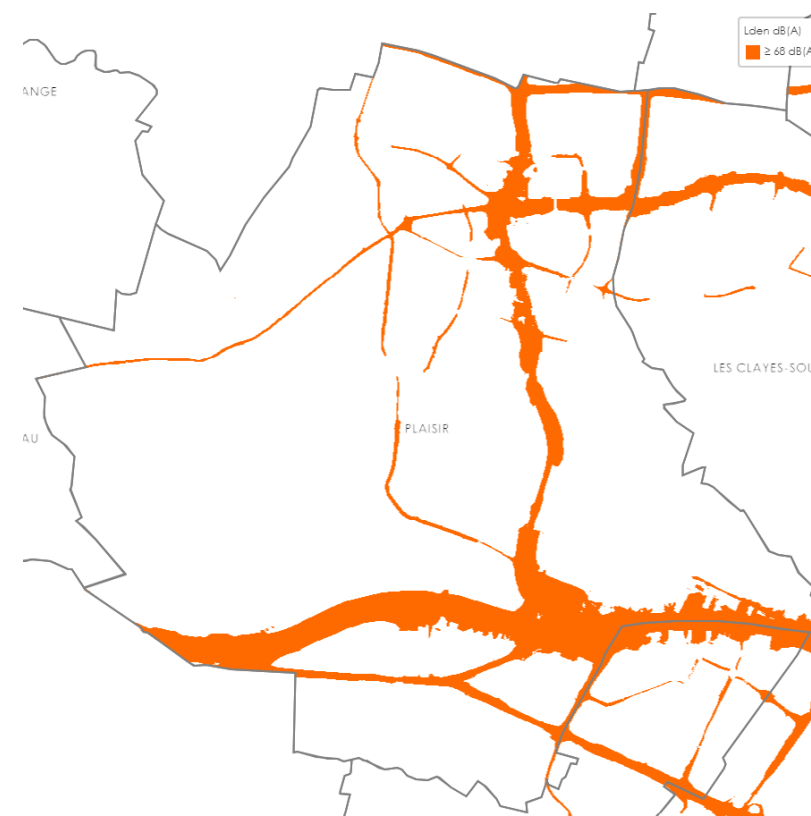 Lden dB(A)
≥ 68 dB(A
ANGE
LES CLAYES-SOU
PLAISIR
AU